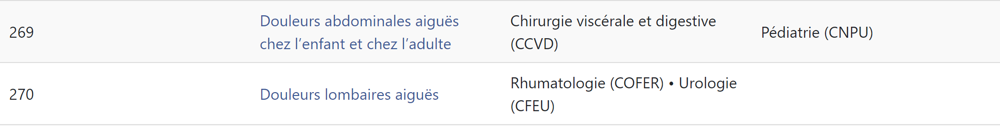 269
Douleurs abdominales aiguës
chez l’enfant et chez l’adulte
Chirurgie viscérale et digestive
(CCVD)
Pédiatrie (CNPU)
270
Douleurs lombaires aiguës
Rhumatologie (COFER) • Urologie
(CFEU)